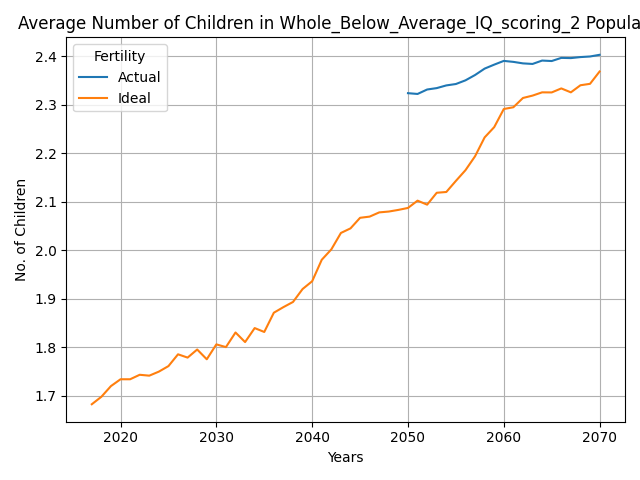 Average Number of Children in Whole_Below_Average_IQ_scoring_2 Popula
Fertility
Actual
Ideal
No. of Children
2.4
2.3
2.2
2.1
2.0
1.9
1.8
1.7
2020 2030 2040 2050 2060 2070
Years